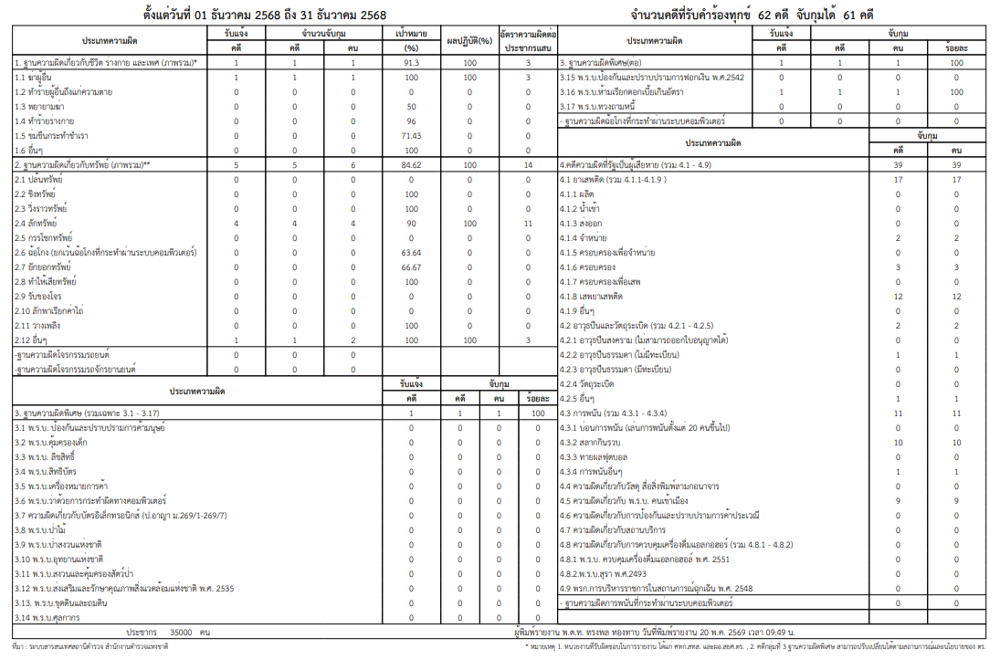 ตั้งแต่วันที่ 01 ธันวาคม 2568 ถึง 31 ธันวาคม 2568
จำนวนคดีที่รับคำร้องทุกข์ 62 คดี จับกุมได้ 61 คดี
ประเภทความผิด รับแจ้ง จำนวนจับกุม เป้าหมาย ผลปฏิบัติ(%) อัตราความผิดต่อ
คดี คดี คน (%) ประชากรแสน
1. ฐานความผิดเกี่ยวกับชีวิต ร่างกาย และเพศ (ภาพรวม)* 1 1 1 91.3 100 3
1.1 ฆ่าผู้อื่น 1 1 1 100 100 3
1.2 ทำร้ายผู้อื่นถึงแก่ความตาย 0 0 0 0 0 0
1.3 พยายามฆ่า 0 0 0 50 0 0
1.4 ทำร้ายร่างกาย 0 0 0 96 0 0
1.5 ข่มขืนกระทำชำเรา 0 0 0 71.43 0 0
1.6 อื่นๆ 0 0 0 100 0 0
2. ฐานความผิดเกี่ยวกับทรัพย์ (ภาพรวม)** 5 5 6 84.62 100 14
2.1 ปล้นทรัพย์ 0 0 0 0 0 0
2.2 ชิงทรัพย์ 0 0 0 100 0 0
2.3 วิ่งราวทรัพย์ 0 0 0 100 0 0
2.4 ลักทรัพย์ 4 4 4 90 100 11
2.5 กรรโชกทรัพย์ 0 0 0 0 0 0
2.6 ฉ้อโกง (ยกเว้นฉ้อโกงที่กระทำผ่านระบบคอมพิวเตอร์) 0 0 0 63.64 0 0
2.7 ยักยอกทรัพย์ 0 0 0 66.67 0 0
2.8 ทำให้เสียทรัพย์ 0 0 0 100 0 0
2.9 รับของโจร 0 0 0 0 0 0
2.10 ลักพาเรียกค่าไถ่ 0 0 0 0 0 0
2.11 วางเพลิง 0 0 0 100 0 0
2.12 อื่นๆ 1 1 2 100 100 3
-ฐานความผิดโจรกรรมรถยนต์ 0 0 0
-ฐานความผิดโจรกรรมรถจักรยานยนต์ 0 0 0
ประเภทความผิด รับแจ้ง จับกุม
คดี คดี คน ร้อยละ
3. ฐานความผิดพิเศษ (รวมเฉพาะ 3.1 - 3.17) 1 1 1 100
3.1 พ.ร.บ. ป้องกันและปราบปรามการค้ามนุษย์ 0 0 0 0
3.2 พ.ร.บ.คุ้มครองเด็ก 0 0 0 0
3.3 พ.ร.บ. ลิขสิทธิ์ 0 0 0 0
3.4 พ.ร.บ.สิทธิบัตร 0 0 0 0
3.5 พ.ร.บ.เครื่องหมายการค้า 0 0 0 0
3.6 พ.ร.บ.ว่าด้วยการกระทำผิดทางคอมพิวเตอร์ 0 0 0 0
3.7 ความผิดเกี่ยวกับบัตรอิเล็กทรอนิกส์ (ป.อาญา ม.269/1-269/7) 0 0 0 0
3.8 พ.ร.บ.ป่าไม้ 0 0 0 0
3.9 พ.ร.บ.ป่าสงวนแห่งชาติ 0 0 0 0
3.10 พ.ร.บ.อุทยานแห่งชาติ 0 0 0 0
3.11 พ.ร.บ.สงวนและคุ้มครองสัตว์ป่า 0 0 0 0
3.12 พ.ร.บ.ส่งเสริมและรักษาคุณภาพสิ่งแวดล้อมแห่งชาติ พ.ศ. 2535 0 0 0 0
3.13. พ.ร.บ.ขุดดินและถมดิน 0 0 0 0
3.14 พ.ร.บ.ศุลกากร 0 0 0 0
ประเภทความผิด รับแจ้ง จับกุม
คดี คดี คน ร้อยละ
3. ฐานความผิดพิเศษ(ต่อ) 1 1 1 100
3.15 พ.ร.บ.ป้องกันและปราบปรามการฟอกเงิน พ.ศ.2542 0 0 0 0
3.16 พ.ร.บ.ห้ามเรียกดอกเบี้ยเกินอัตรา 1 1 1 100
3.17 พ.ร.บ.ทวงถามหนี้ 0 0 0 0
- ฐานความผิดฉ้อโกงที่กระทำผ่านระบบคอมพิวเตอร์ 0 0 0 0
ประเภทความผิด จับกุม
คดี คน
4.คดีความผิดที่รัฐเป็นผู้เสียหาย (รวม 4.1 - 4.9) 39 39
4.1 ยาเสพติด (รวม 4.1.1-4.1.9 ) 17 17
4.1.1 ผลิต 0 0
4.1.2 นำเข้า 0 0
4.1.3 ส่งออก 0 0
4.1.4 จำหน่าย 2 2
4.1.5 ครอบครองเพื่อจำหน่าย 0 0
4.1.6 ครอบครอง 3 3
4.1.7 ครอบครองเพื่อเสพ 0 0
4.1.8 เสพยาเสพติด 12 12
4.1.9 อื่นๆ 0 0
4.2 อาวุธปืนและวัตถุระเบิด (รวม 4.2.1 - 4.2.5) 2 2
4.2.1 อาวุธปืนสงคราม (ไม่สามารถออกใบอนุญาตได้) 0 0
4.2.2 อาวุธปืนธรรมดา (ไม่มีทะเบียน) 1 1
4.2.3 อาวุธปืนธรรมดา (มีทะเบียน) 0 0
4.2.4 วัตถุระเบิด 0 0
4.2.5 อื่นๆ 1 1
4.3 การพนัน (รวม 4.3.1 - 4.3.4) 11 11
4.3.1 บ่อนการพนัน (เล่นการพนันตั้งแต่ 20 คนขึ้นไป) 0 0
4.3.2 สลากกินรวบ 10 10
4.3.3 ทายผลฟุตบอล 0 0
4.3.4 การพนันอื่นๆ 1 1
4.4 ความผิดเกี่ยวกับวัสดุ สื่อสิ่งพิมพ์ลามกอนาจาร 0 0
4.5 ความผิดเกี่ยวกับ พ.ร.บ. คนเข้าเมือง 9 9
4.6 ความผิดเกี่ยวกับการป้องกันและปราบปรามการค้าประเวณี 0 0
4.7 ความผิดเกี่ยวกับสถานบริการ 0 0
4.8 ความผิดเกี่ยวกับการควบคุมเครื่องดื่มแอลกอฮอร์ (รวม 4.8.1 - 4.8.2) 0 0
4.8.1 พ.ร.บ. ควบคุมเครื่องดื่มแอลกอฮอล์ พ.ศ. 2551 0 0
4.8.2.พ.ร.บ.สุรา พ.ศ.2493 0 0
4.9 พรก.การบริหารราชการในสถานการณ์ฉุกเฉิน พ.ศ. 2548 0 0
- ฐานความผิดการพนันที่กระทำผ่านระบบคอมพิวเตอร์ 0 0
ประชากร 35000 คน
ผู้พิมพ์รายงาน พ.ต.ท. ทรงพล ทองทาบ วันที่พิมพ์รายงาน 20 พ.ค. 2569 เวลา 09:49 น.
ที่มา : ระบบสารสนเทศสถานีตำรวจ สำนักงานตำรวจแห่งชาติ
* หมายเหตุ 1. หน่วยงานที่รับผิดชอบในการรายงาน ได้แก่ ศทก.สทส. และผอ.สยศ.ตร. , 2. คดีกลุ่มที่ 3 ฐานความผิดพิเศษ สามารถปรับเปลี่ยนได้ตามสถานการณ์และนโยบายของ ตร.